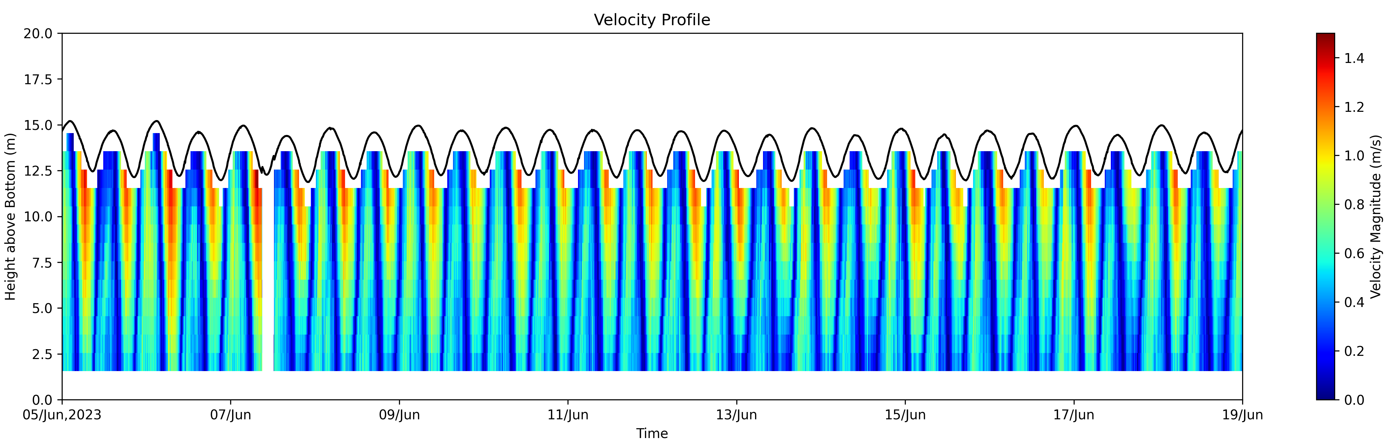 Velocity Profile
Height above Bottom (m)
20.0
17.5
15.0
12.5
10.0
7.5
5.0
2.5
0.0
05/Jun,2023
07/Jun
09/Jun
11/Jun
13/Jun
15/Jun
17/Jun
19/Jun
Time
1.4
1.2
1.0
0.8
0.6
0.4
0.2
0.0
Velocity Magnitude (m/s)